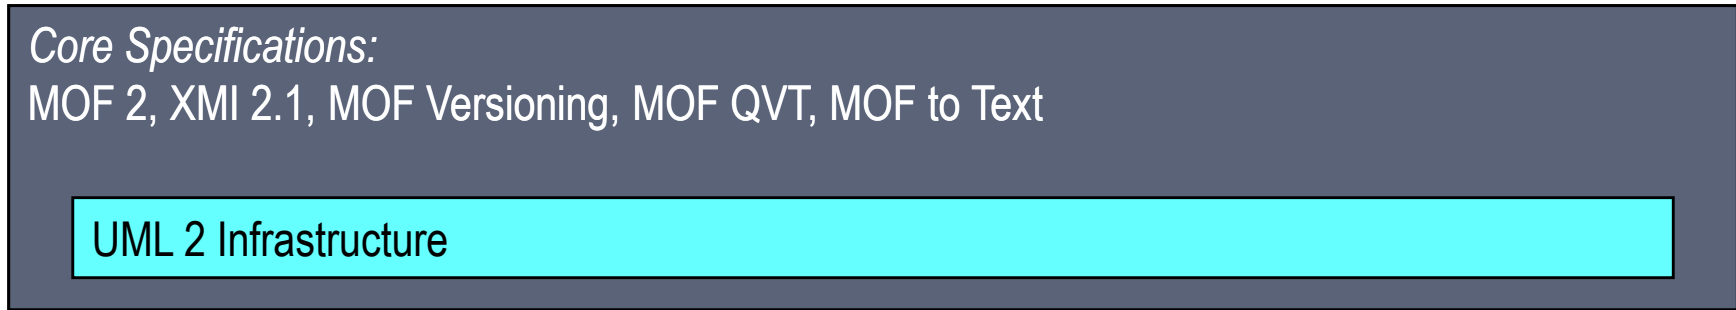 Core Specifications:
MOF 2, XMI 2.1, MOF Versioning, MOF QVT, MOF to Text
UML 2 Infrastructure